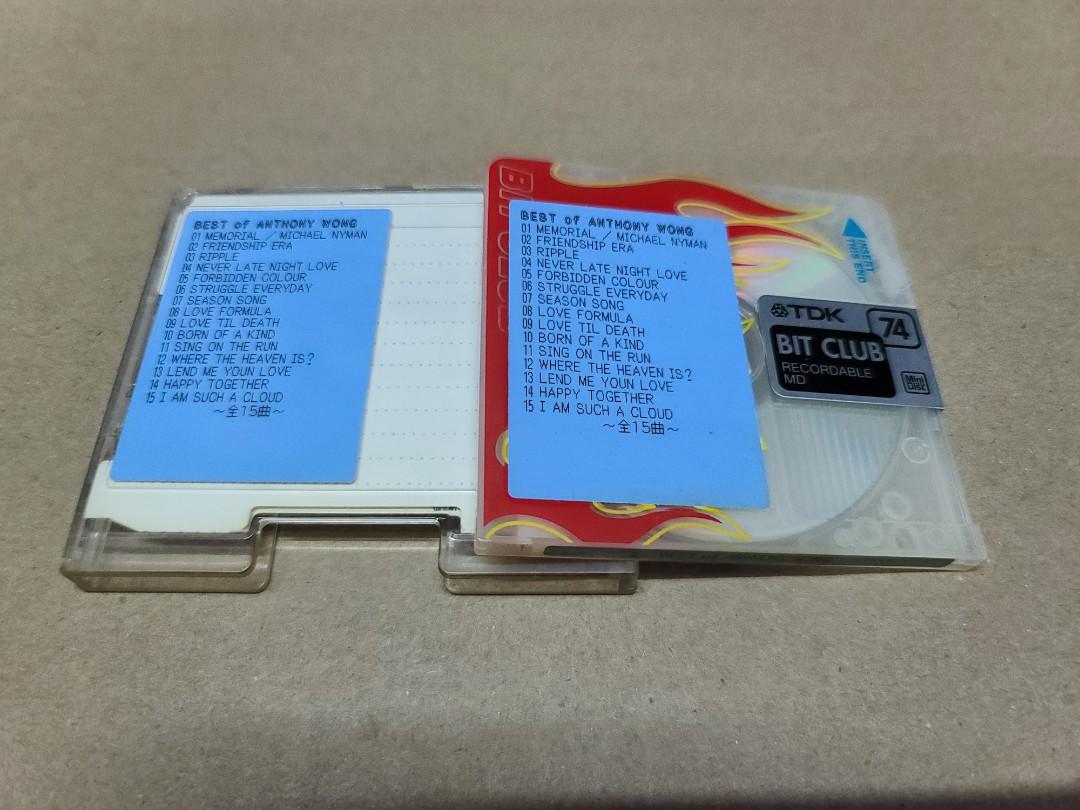 BEST of ANTHONY WONG
01 MEMORIAL / MICHAEL NYMAN
02 FRIENDSHIP ERA
03 RIPPLE
04 NEVER LATE NIGHT LOVE
05 FORBIDDEN COLOUR
06 STRUGGLE EVERYDAY
07 SEASON SONG
08 LOVE FORMULA
09 LOVE TIL DEATH
10 BORN OF A KIND
11 SING ON THE RUN
12 WHERE THE HEAVEN IS?
13 LEND ME YOUN LOVE
14 HAPPY TOGETHER
15 I AM SUCH A CLOUD
～全15曲～
BEST of ANTHONY WONG
01 MEMORIAL / MICHAEL NYMAN
02 FRIENDSHIP ERA
03 RIPPLE
04 NEVER LATE NIGHT LOVE
05 FORBIDDEN COLOUR
06 STRUGGLE EVERYDAY
07 SEASON SONG
08 LOVE FORMULA
09 LOVE TIL DEATH
10 BORN OF A KIND
11 SING ON THE RUN
12 WHERE THE HEAVEN IS?
13 LEND ME YOUN LOVE
14 HAPPY TOGETHER
15 I AM SUCH A CLOUD
～全15曲～
INSERT
THIS END
TDK
74
BIT CLUB
RECORDABLE
MD
Mini
Disk